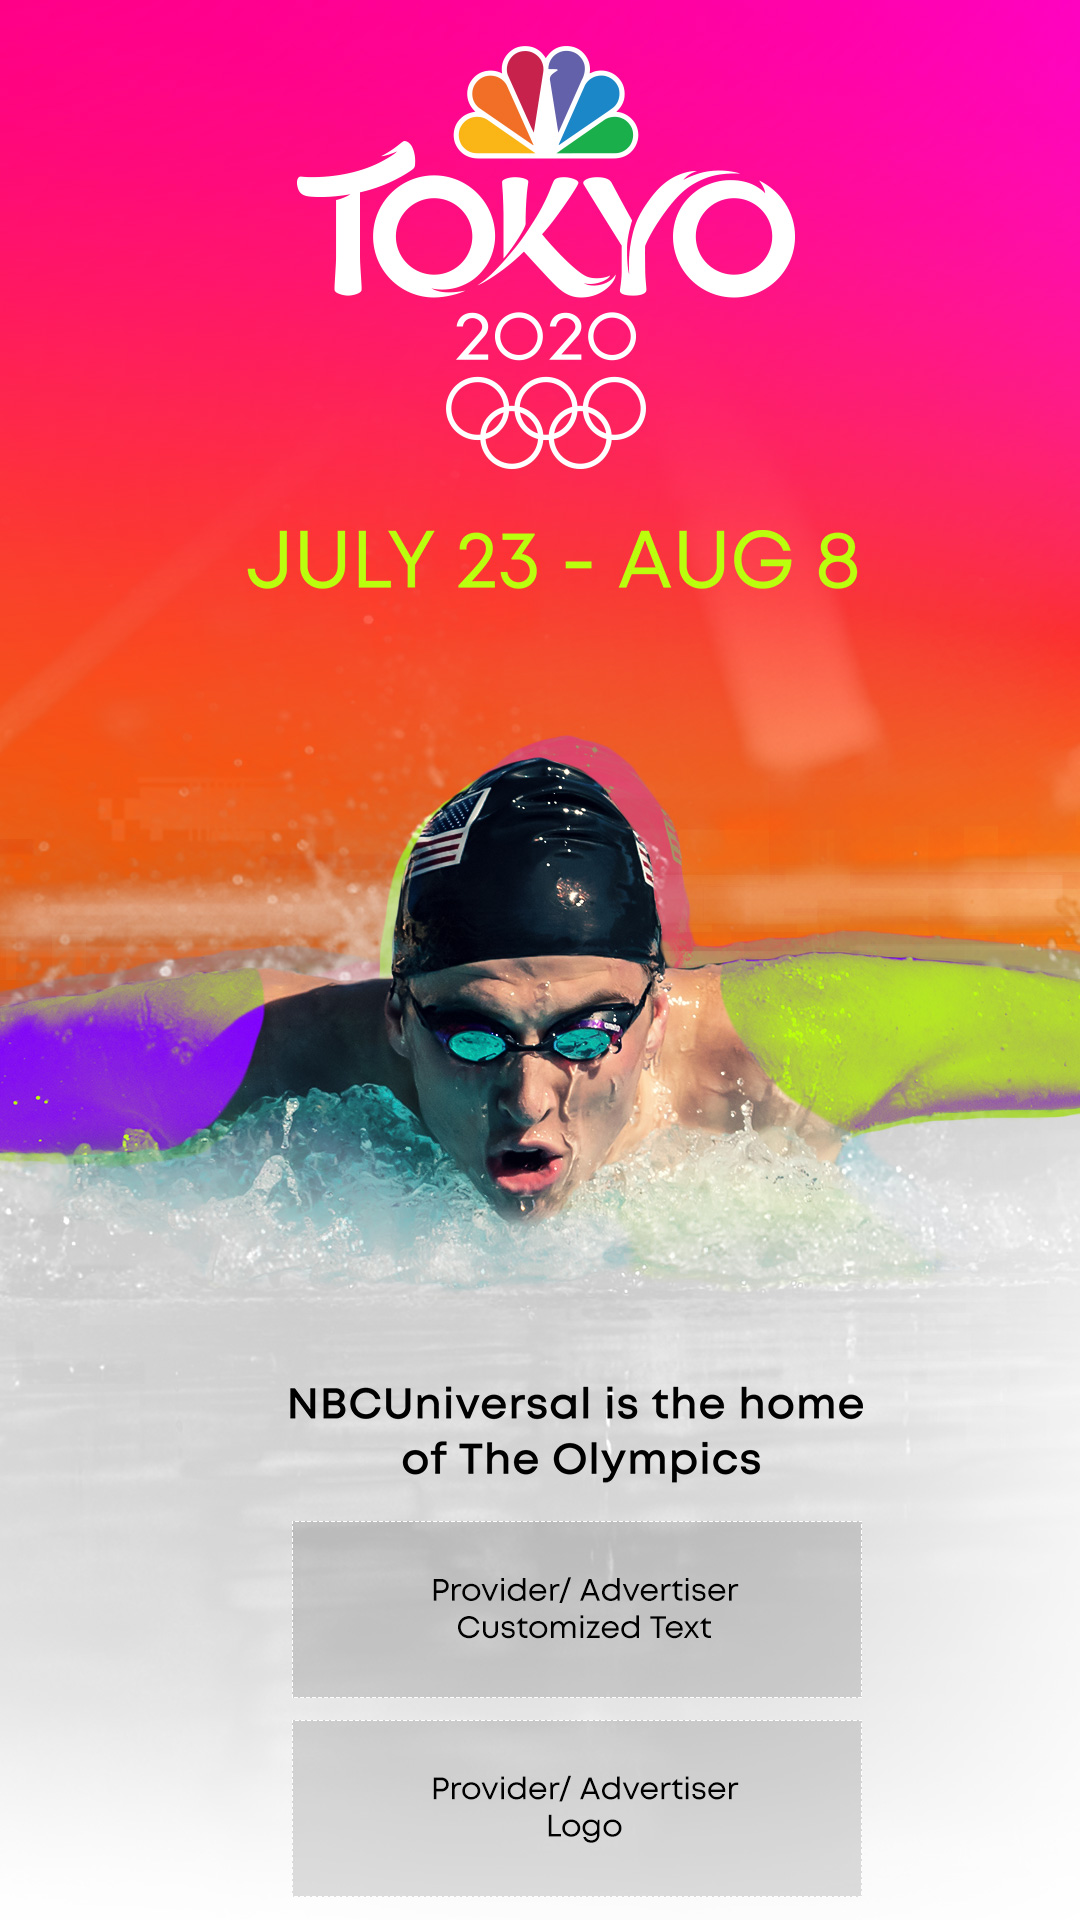 TOKYO
2020
JULY 23 - AUG 8
NBCUniversal is the home
of The Olympics
Provider/ Advertiser
Customized Text
Provider/ Advertiser
Logo